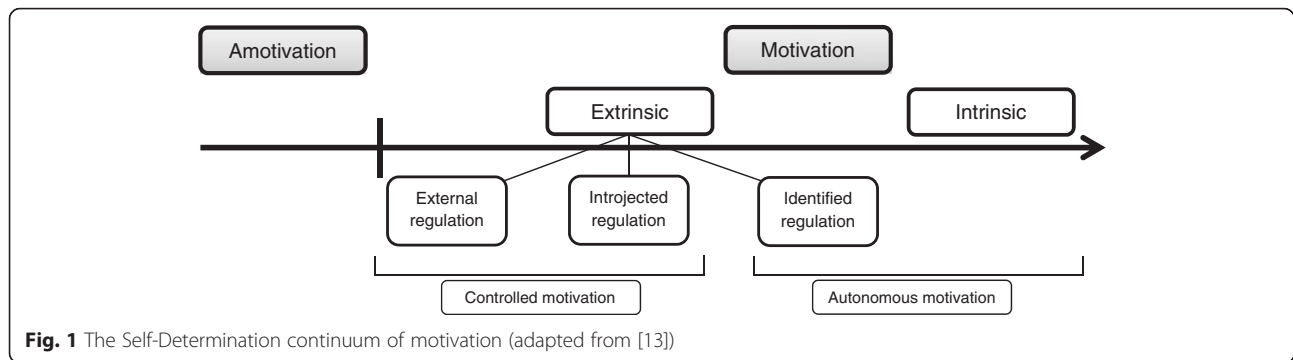 Amotivation
Motivation
Extrinsic
Intrinsic
External
regulation
Introjected
regulation
Identified
regulation
Controlled motivation
Autonomous motivation
Fig. 1 The Self-Determination continuum of motivation (adapted from [13])